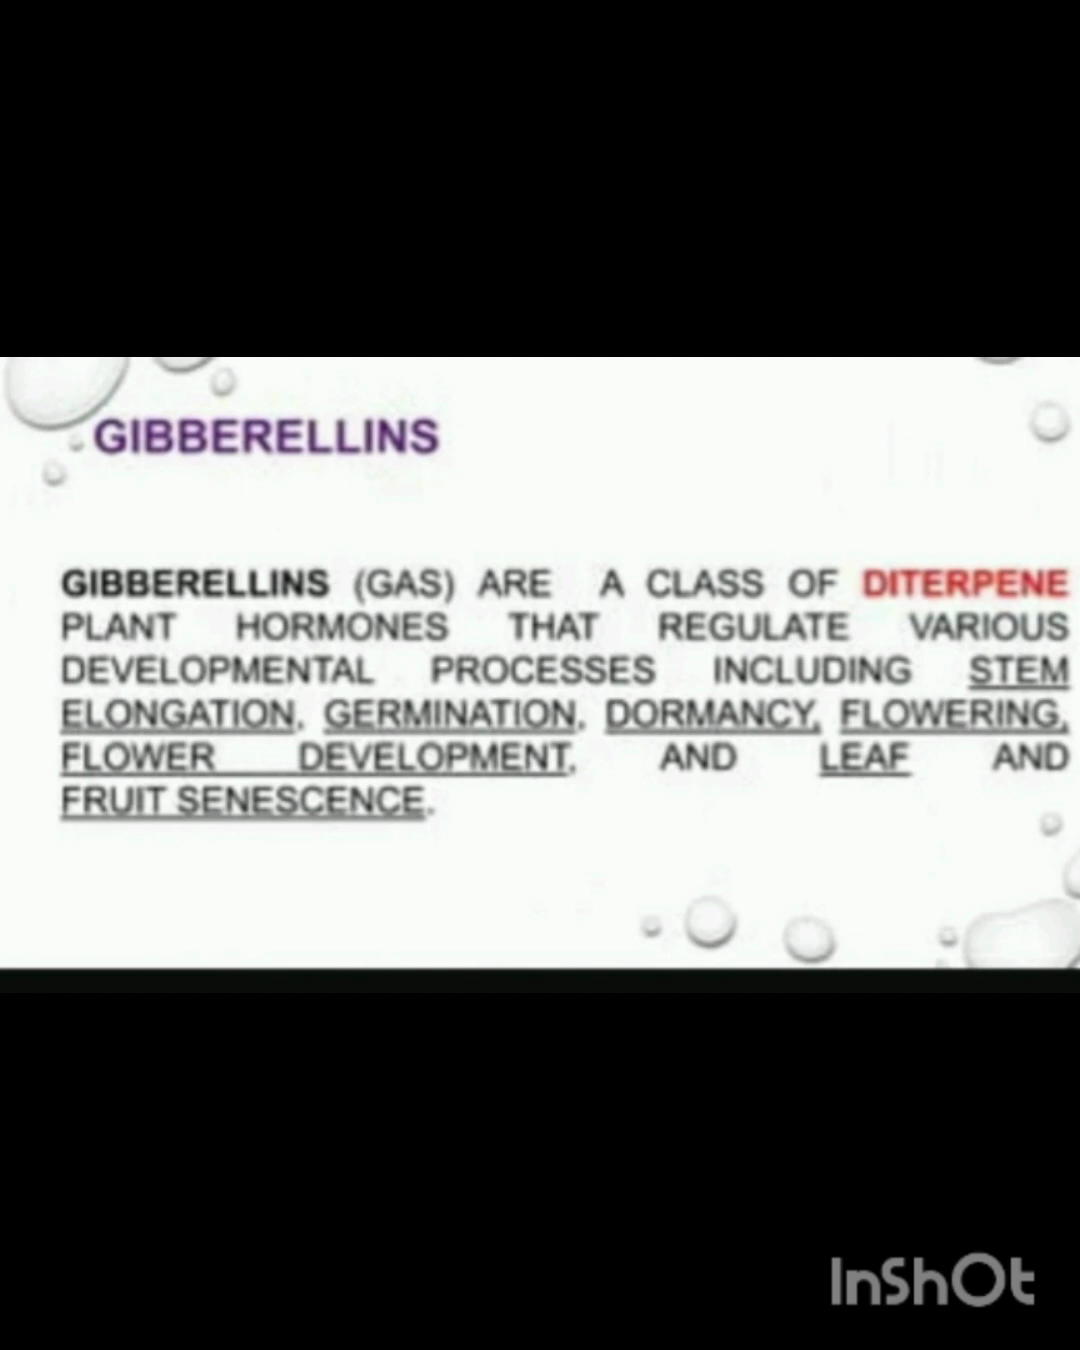 GIBBERELLINS
GIBBERELLINS (GAS) ARE A CLASS OF DITERPENE
PLANT HORMONES THAT REGULATE VARIOUS
DEVELOPMENTAL PROCESSES INCLUDING STEM
ELONGATION, GERMINATION, DORMANCY, FLOWERING,
FLOWER DEVELOPMENT, AND LEAF AND
FRUIT SENESCENCE.
InShOt